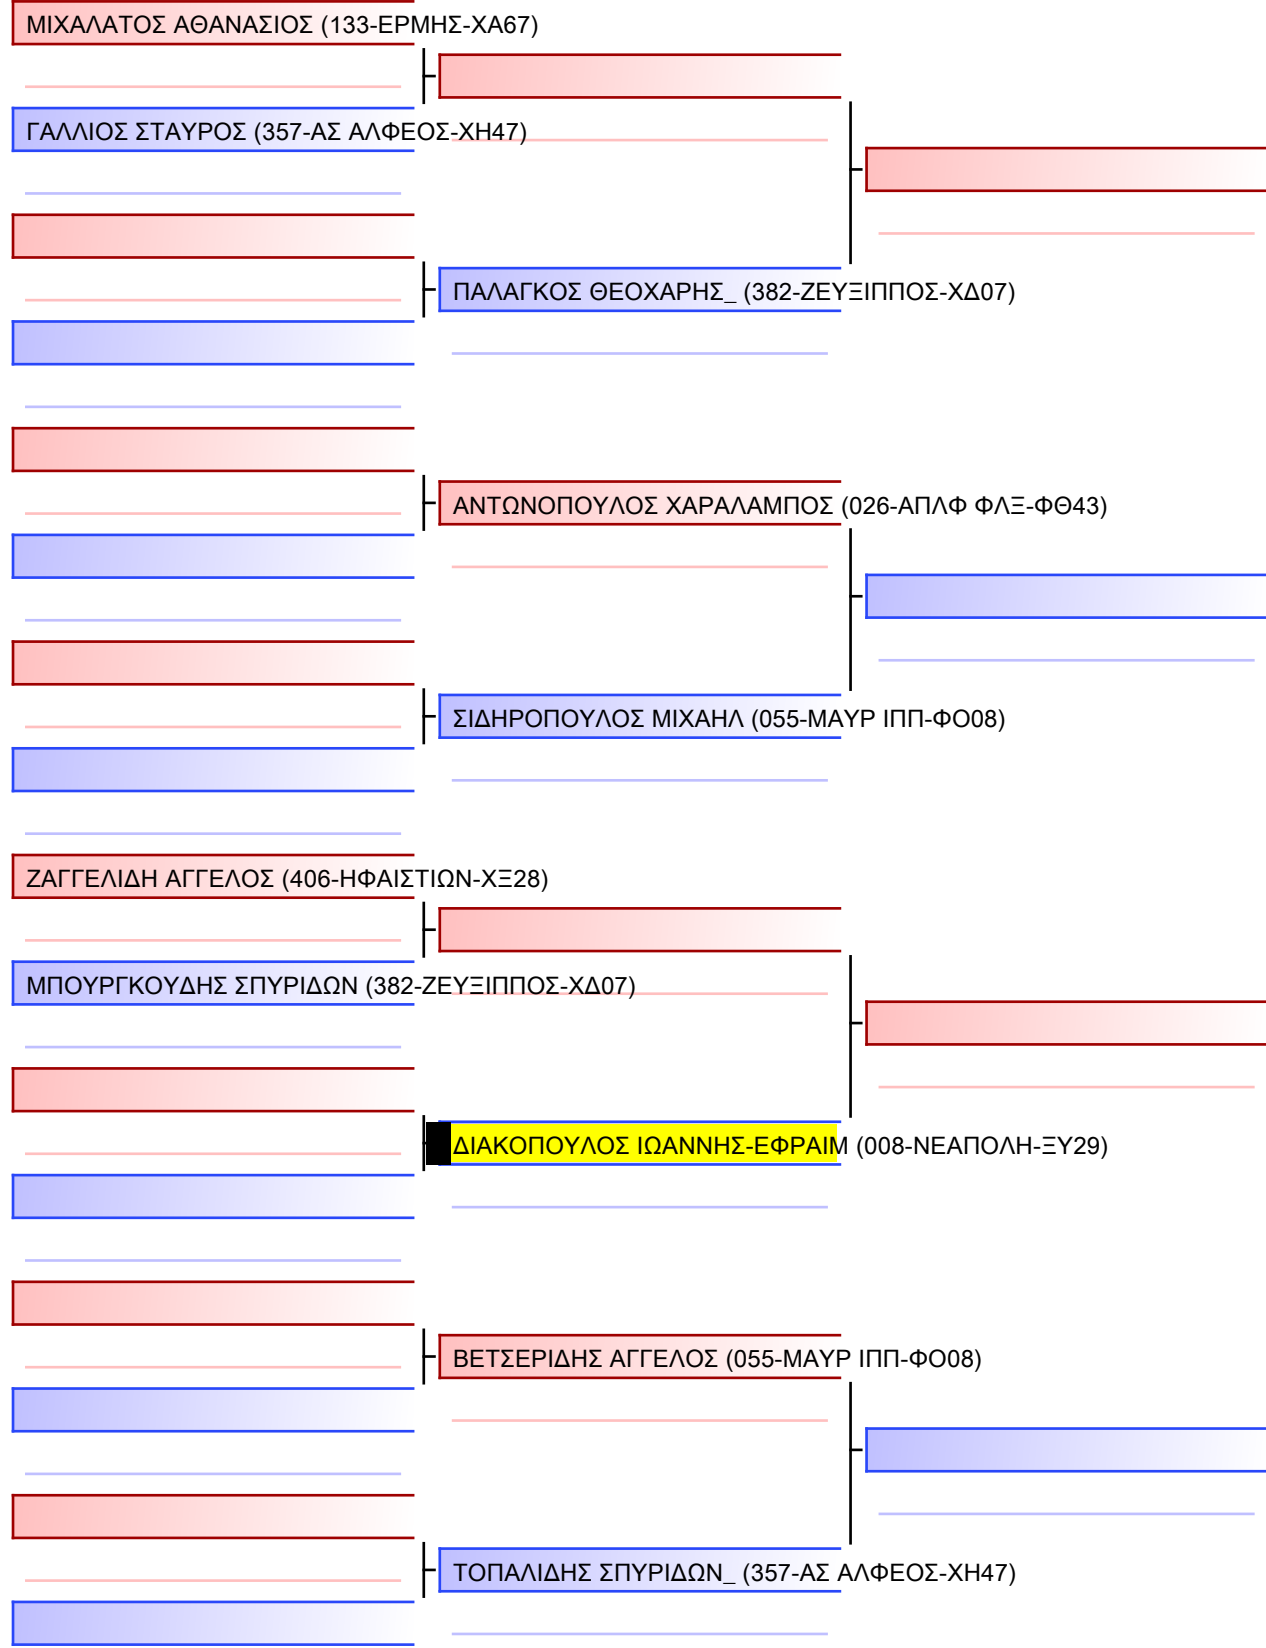 ΜΙΧΑΛΑΤΟΣ ΑΘΑΝΑΣΙΟΣ (133-ΕΡΜΗΣ-ΧΑ67)
ΓΑΛΛΙΟΣ ΣΤΑΥΡΟΣ (357-ΑΣ ΑΛΦΕΟΣ-ΧΗ47)
ΠΑΛΑΓΚΟΣ ΘΕΟΧΑΡΗΣ_ (382-ΖΕΥΞΙΠΠΟΣ-ΧΔ07)
ΑΝΤΩΝΟΠΟΥΛΟΣ ΧΑΡΑΛΑΜΠΟΣ (026-ΑΠΛΦ ΦΛΞ-ΦΘ43)
ΣΙΔΗΡΟΠΟΥΛΟΣ ΜΙΧΑΗΛ (055-ΜΑΥΡ ΙΠΠ-ΦΟ08)
ΖΑΓΓΕΛΙΔΗ ΑΓΓΕΛΟΣ (406-ΗΦΑΙΣΤΙΩΝ-ΧΞ28)
ΜΠΟΥΡΓΚΟΥΔΗΣ ΣΠΥΡΙΔΩΝ (382-ΖΕΥΞΙΠΠΟΣ-ΧΔ07)
ΔΙΑΚΟΠΟΥΛΟΣ ΙΩΑΝΝΗΣ-ΕΦΡΑΙΜ (008-ΝΕΑΠΟΛΗ-ΞΥ29)
ΒΕΤΣΕΡΙΔΗΣ ΑΓΓΕΛΟΣ (055-ΜΑΥΡ ΙΠΠ-ΦΟ08)
ΤΟΠΑΛΙΔΗΣ ΣΠΥΡΙΔΩΝ_ (357-ΑΣ ΑΛΦΕΟΣ-ΧΗ47)